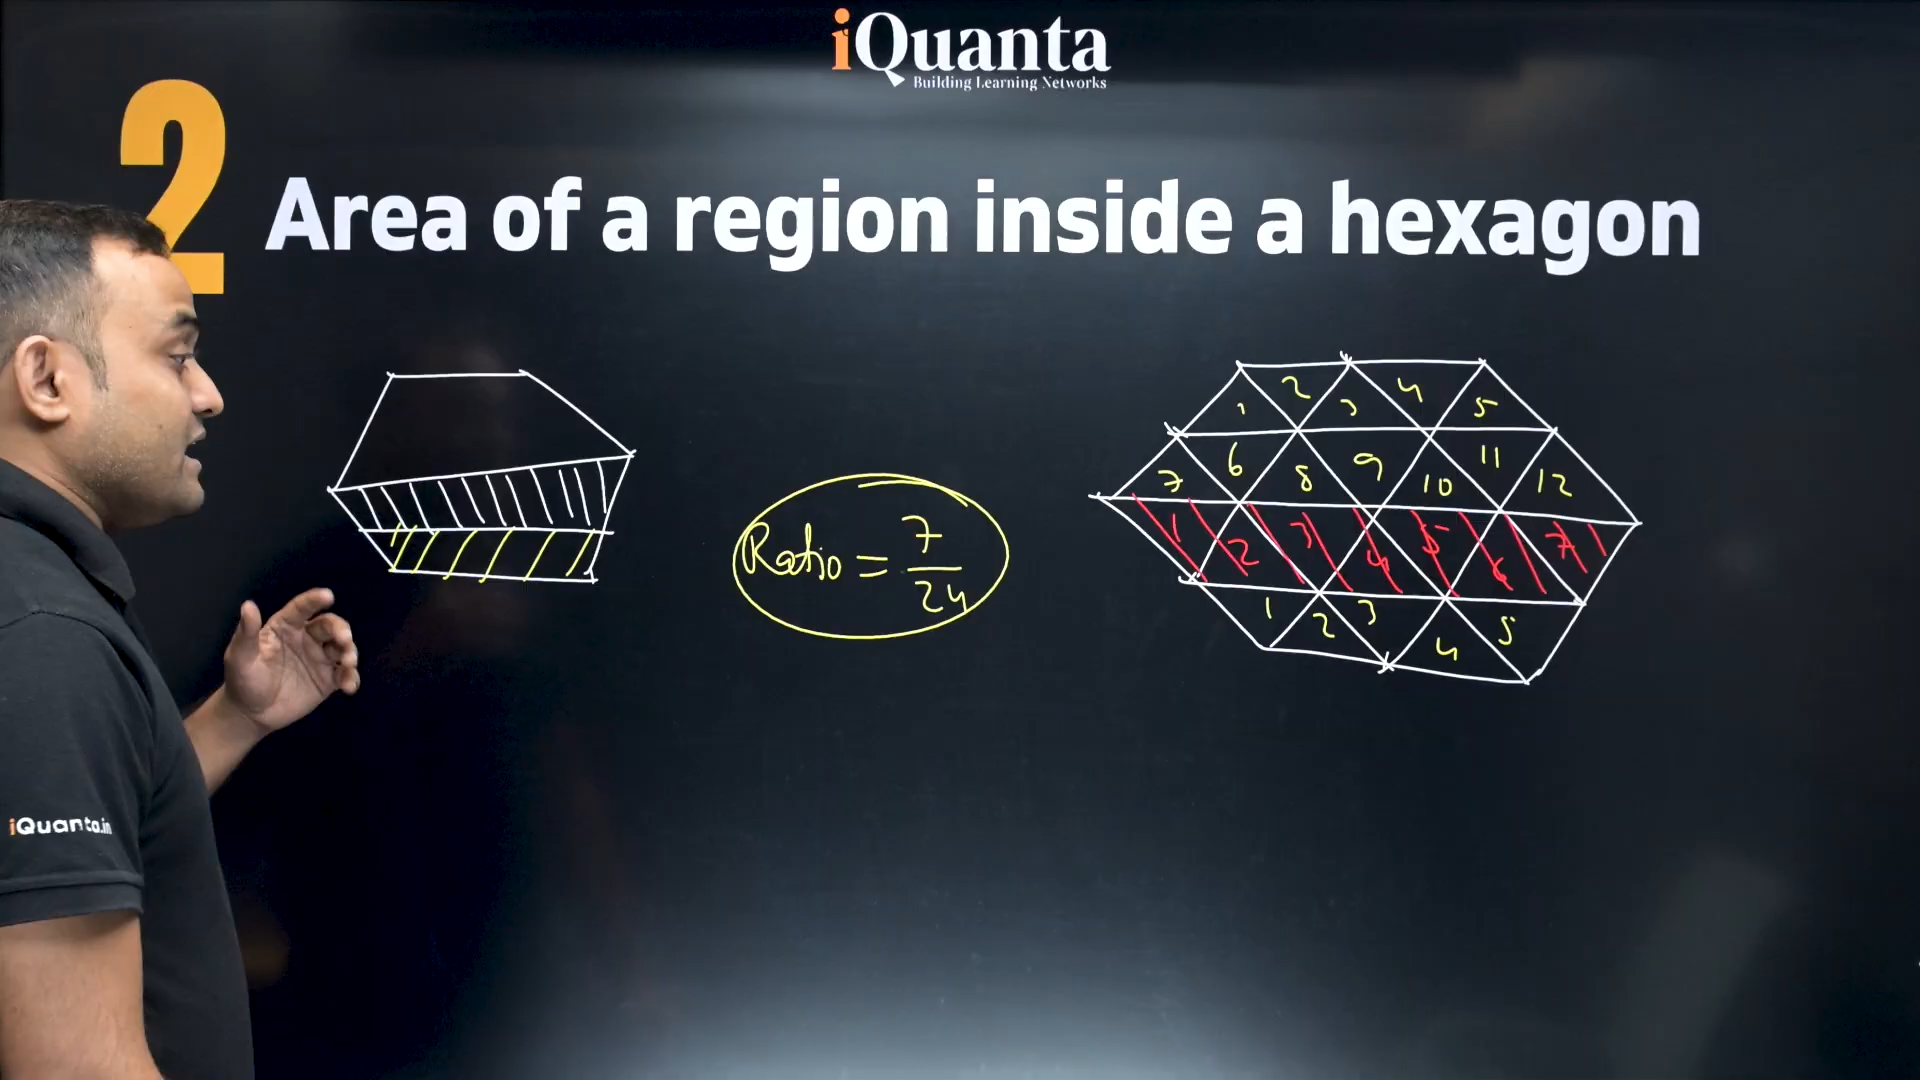 iQuanta
Building Learning Networks
2
Area of a region inside a hexagon
1 2 3 4 5
7 6 8 9 10 11 12
1 2 3 4 5 6 7
1 2 3 4 5
Ratio = 7/24
iQuanta.in